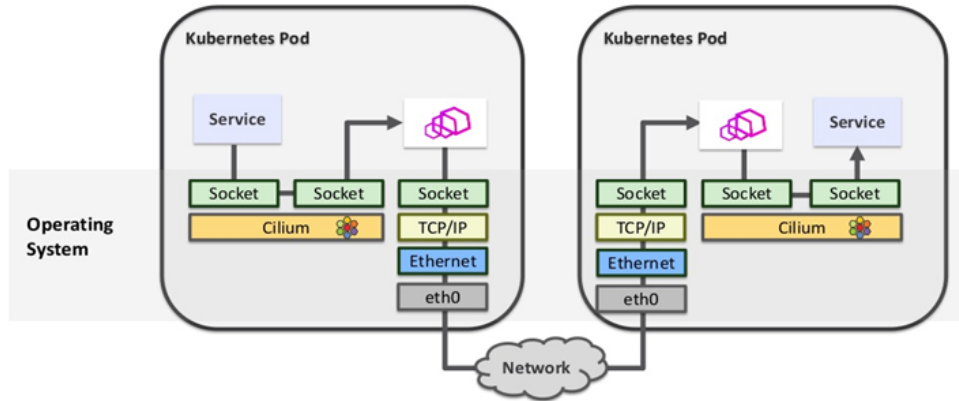 Kubernetes Pod
Kubernetes Pod
Service
Service
Operating
System
Socket
Socket
Socket
Socket
Socket
Socket
Cilium
TCP/IP
TCP/IP
Cilium
Ethernet
Ethernet
eth0
eth0
Network